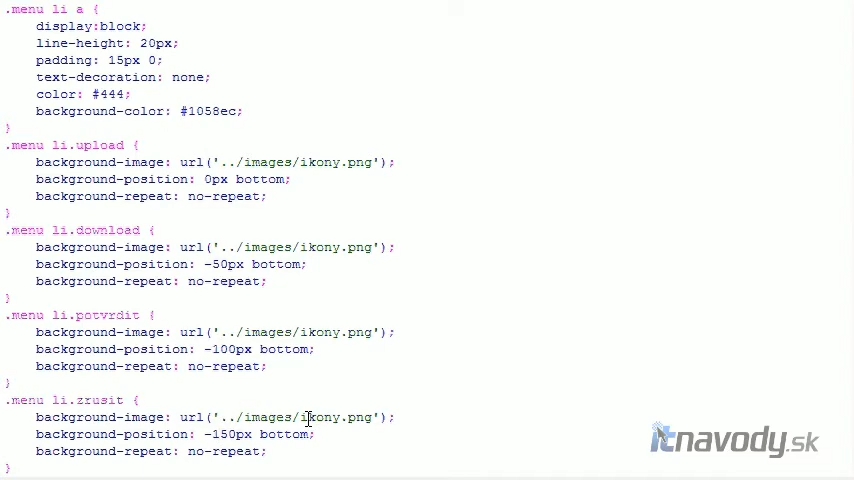 .menu li a {
display:block;
line-height: 20px;
padding: 15px 0;
text-decoration: none;
color: #444;
background-color: #1058ec;
}
.menu li.upload {
background-image: url('../images/ikony.png');
background-position: 0px bottom;
background-repeat: no-repeat;
}
.menu li.download {
background-image: url('../images/ikony.png');
background-position: -50px bottom;
background-repeat: no-repeat;
}
.menu li.potvrdit {
background-image: url('../images/ikony.png');
background-position: -100px bottom;
background-repeat: no-repeat;
}
.menu li.zrusit {
background-image: url('../images/ikony.png');
background-position: -150px bottom;
background-repeat: no-repeat;
}
itnavody.sk